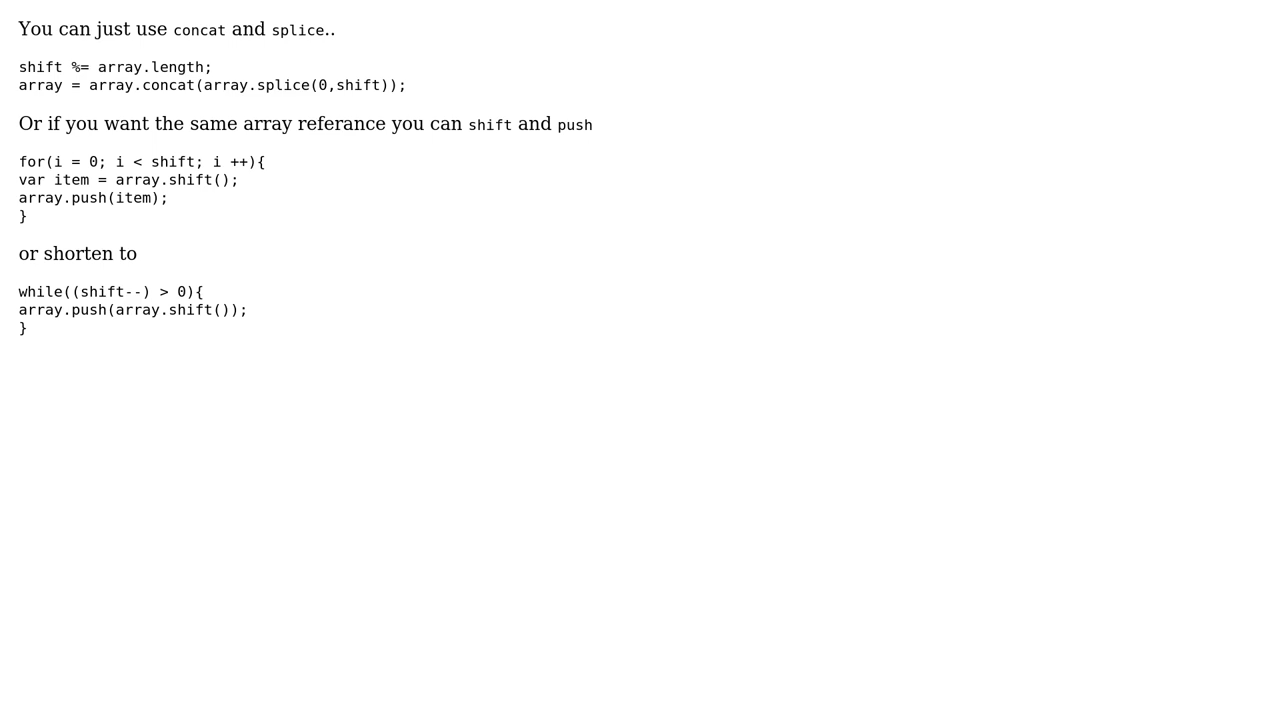 You can just use concat and splice..
shift %= array.length;
array = array.concat(array.splice(0,shift));
Or if you want the same array referance you can shift and push
for(i = 0; i < shift; i ++){
var item = array.shift();
array.push(item);
}
or shorten to
while((shift--) > 0){
array.push(array.shift());
}